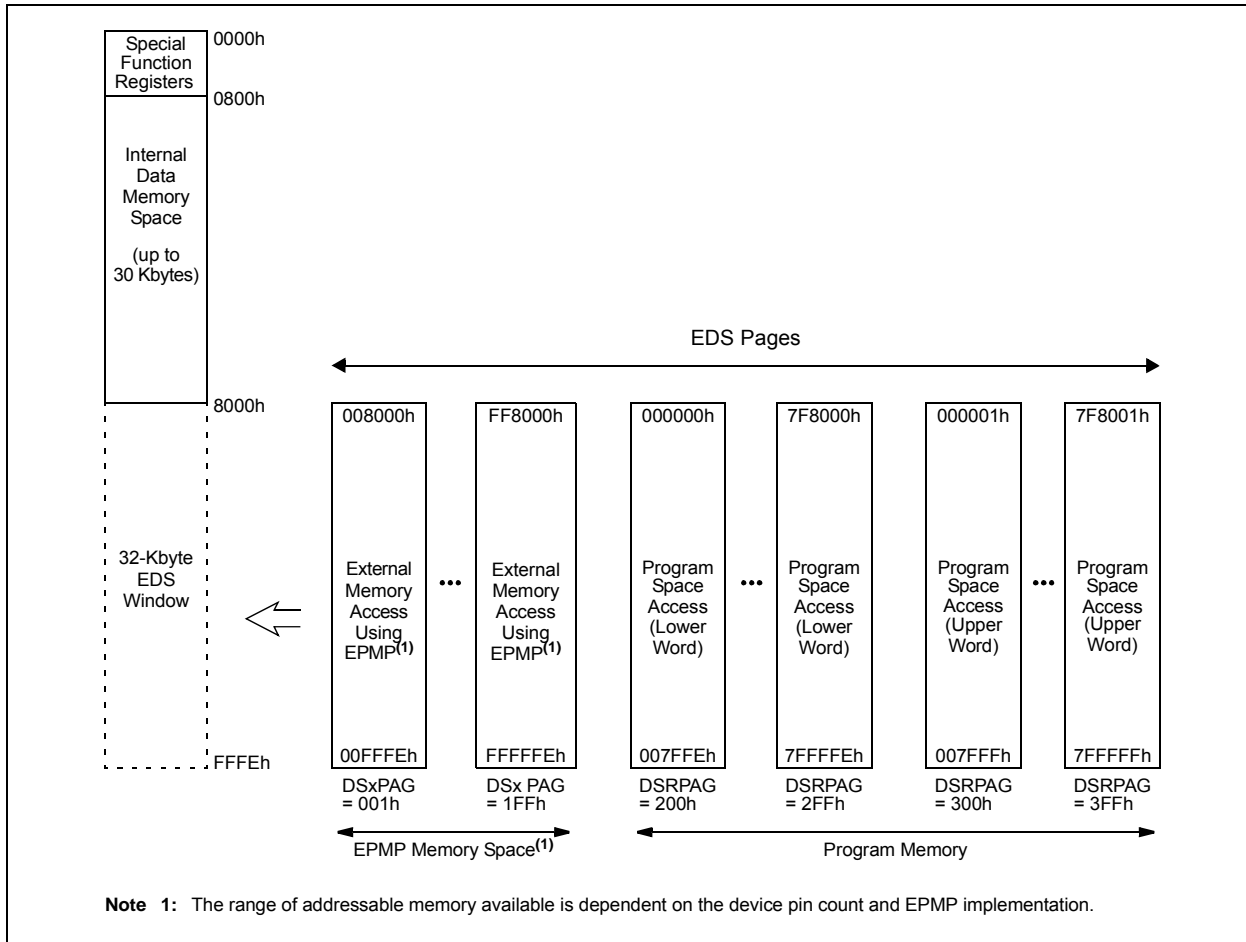 Special
Function
Registers
0000h
0800h
Internal
Data
Memory
Space
(up to
30 Kbytes)
8000h
32-Kbyte
EDS
Window
FFFEh
EDS Pages
008000h
External
Memory
Access
Using
EPMP(1)
00FFFEh
DSxPAG
= 001h
•••
FF8000h
External
Memory
Access
Using
EPMP(1)
FFFFFEh
DSx PAG
= 1FFh
000000h
Program
Space
Access
(Lower
Word)
007FFEh
DSRPAG
= 200h
•••
7F8000h
Program
Space
Access
(Lower
Word)
7FFFFEh
DSRPAG
= 2FFh
000001h
Program
Space
Access
(Upper
Word)
007FFFh
DSRPAG
= 300h
•••
7F8001h
Program
Space
Access
(Upper
Word)
7FFFFFh
DSRPAG
= 3FFh
EPMP Memory Space(1)
Program Memory
Note 1: The range of addressable memory available is dependent on the device pin count and EPMP implementation.